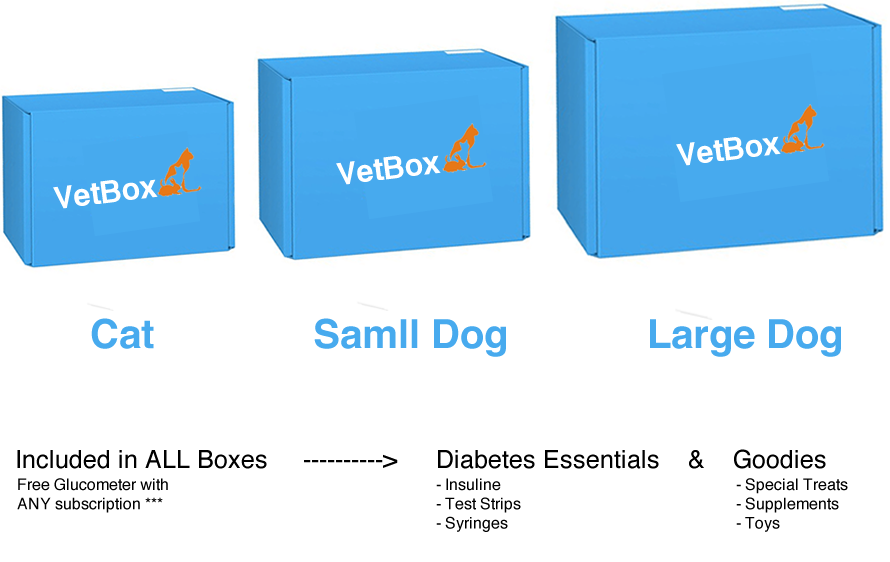 VetBox
VetBox
VetBox
Cat
Samll Dog
Large Dog
Included in ALL Boxes ----------> Diabetes Essentials & Goodies
Free Glucometer with
ANY subscription ***
- Insuline
- Test Strips
- Syringes
- Special Treats
- Supplements
- Toys